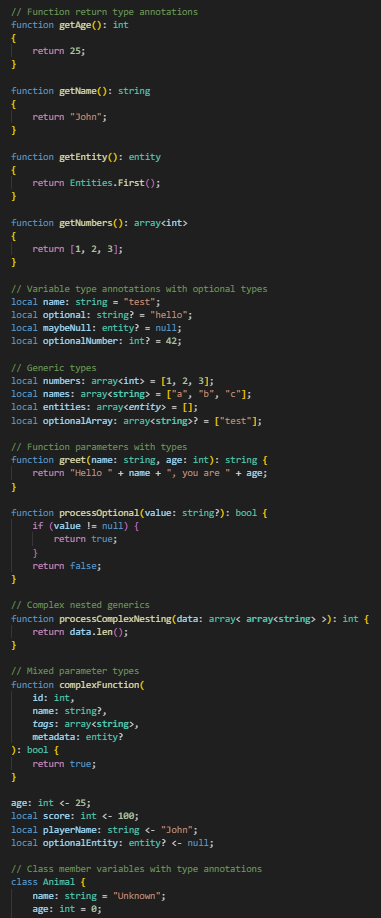 // Function return type annotations
function getAge(): int
{
    return 25;
}

function getName(): string
{
    return "John";
}

function getEntity(): entity
{
    return Entities.First();
}

function getNumbers(): array<int>
{
    return [1, 2, 3];
}

// Variable type annotations with optional types
local name: string = "test";
local optional: string? = "hello";
local maybeNull: entity? = null;
local optionalNumber: int? = 42;

// Generic types
local numbers: array<int> = [1, 2, 3];
local names: array<string> = ["a", "b", "c"];
local entities: array<entity> = [];
local optionalArray: array<string>? = ["test"];

// Function parameters with types
function greet(name: string, age: int): string {
    return "Hello " + name + ", you are " + age;
}

function processOptional(value: string?): bool {
    if (value != null) {
        return true;
    }
    return false;
}

// Complex nested generics
function processComplexNesting(data: array< array<string> >): int {
    return data.len();
}

// Mixed parameter types
function complexFunction(
    id: int,
    name: string?,
    tags: array<string>,
    metadata: entity?
): bool {
    return true;
}

age: int <- 25;
local score: int <- 100;
local playerName: string <- "John";
local optionalEntity: entity? <- null;

// Class member variables with type annotations
class Animal {
    name: string = "Unknown";
    age: int = 0;